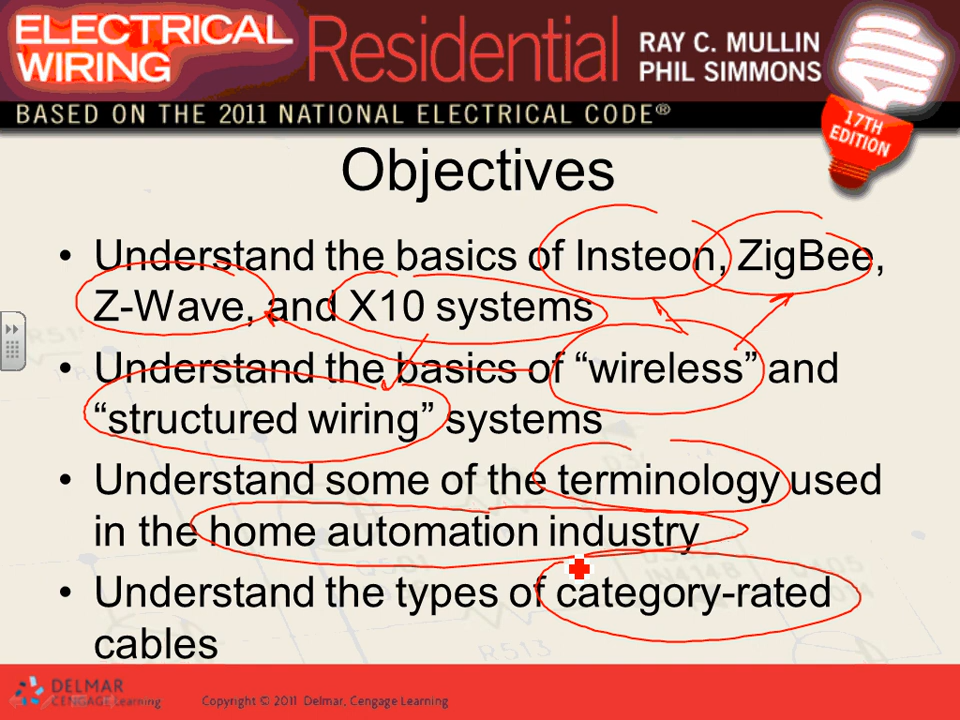 ELECTRICAL WIRING Residential RAY C. MULLIN
PHIL SIMMONS
BASED ON THE 2011 NATIONAL ELECTRICAL CODE®
17TH
EDITION
Objectives
• Understand the basics of Insteon, ZigBee,
Z-Wave, and X10 systems
• Understand the basics of “wireless” and
“structured wiring” systems
• Understand some of the terminology used
in the home automation industry
• Understand the types of category-rated
cables
R513
DELMAR
CENGAGE Learning
Copyright © 2011 Delmar, Cengage Learning